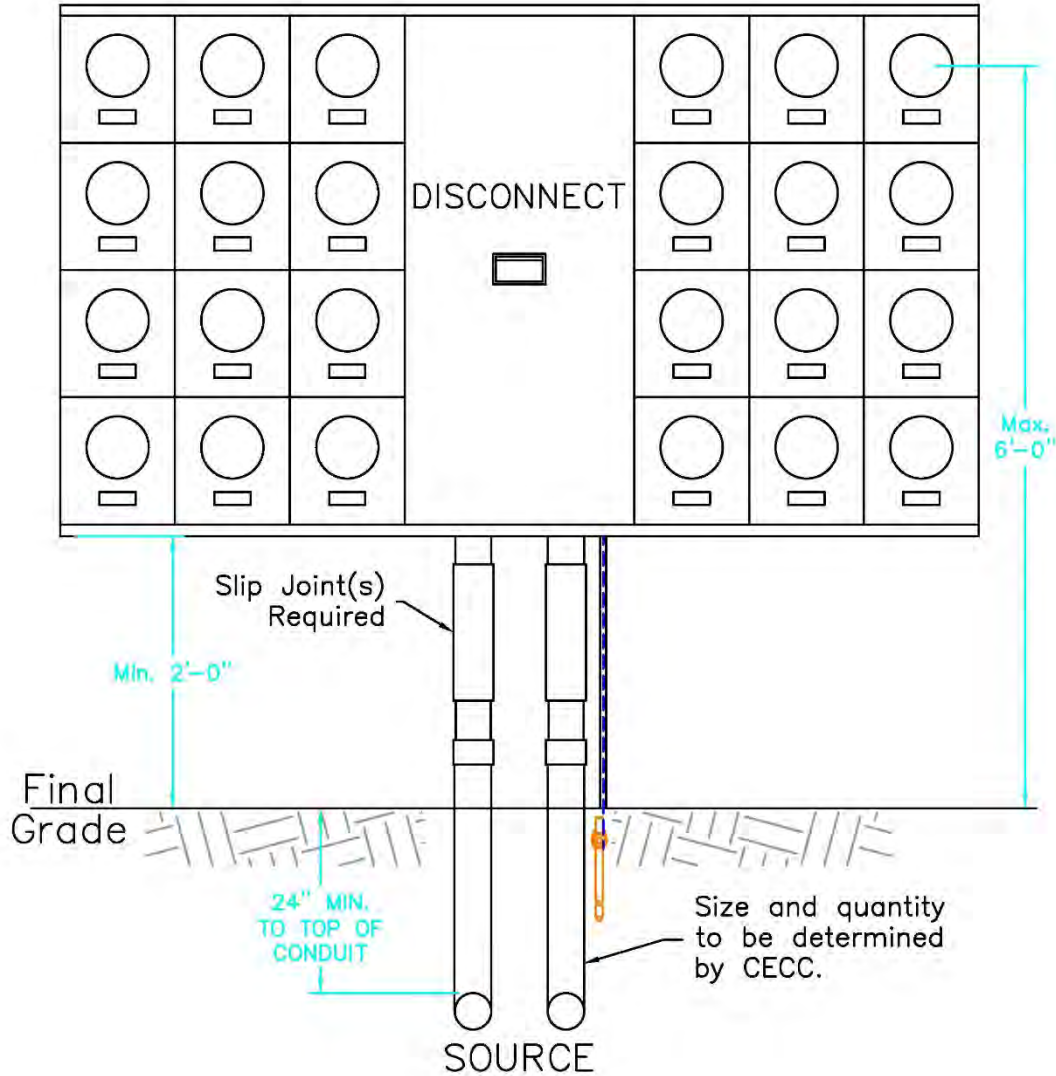 DISCONNECT
Max.
6'-0"
Slip Joint(s)
Required
Min. 2'-0"
Final
Grade
24" MIN.
TO TOP OF
CONDUIT
Size and quantity
to be determined
by CECC.
SOURCE